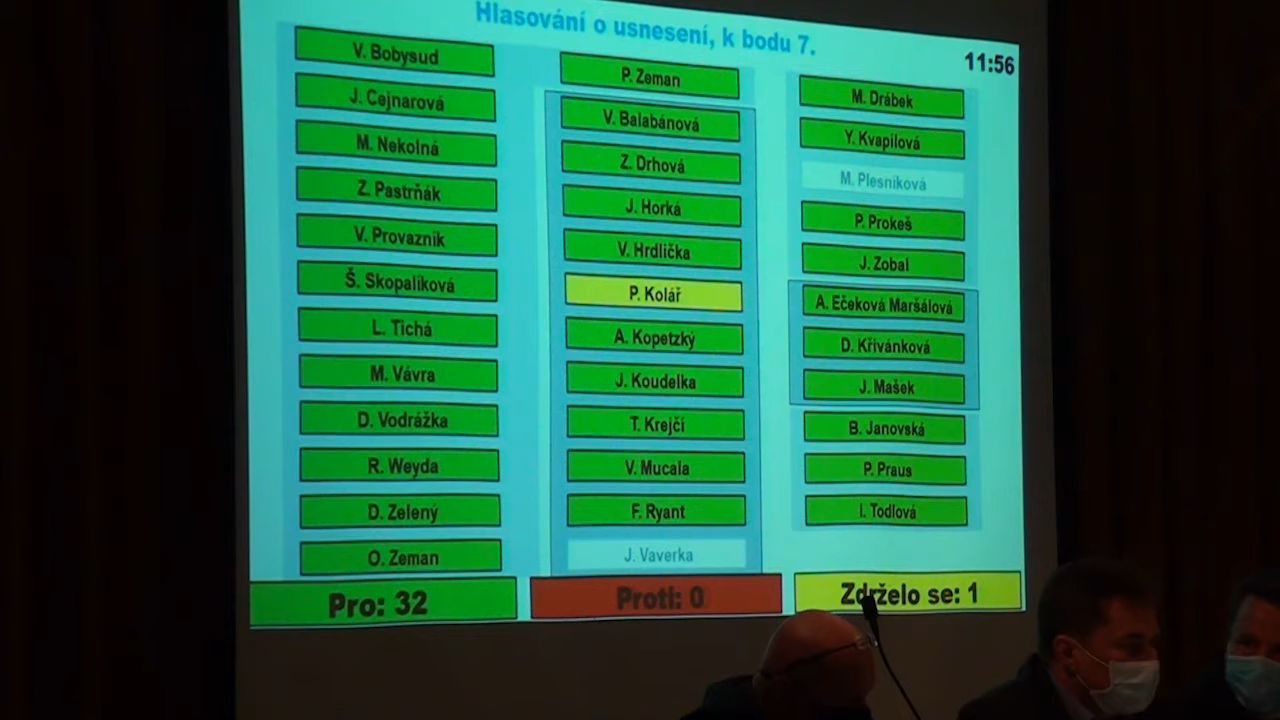 Hlasování o usnesení, k bodu 7.
11:56
V. Bobysud
J. Cejnarová
M. Nekolná
Z. Pastrňák
V. Provazník
Š. Skopalíková
L. Tichá
M. Vávra
D. Vodrážka
R. Weyda
D. Zelený
O. Zeman
P. Zeman
V. Balabánová
Z. Drhová
J. Horká
V. Hrdlička
P. Kolář
A. Kopetzký
J. Koudelka
T. Krejčí
V. Mucala
F. Ryant
J. Vaverka
M. Drábek
Y. Kvapilová
M. Plesníková
P. Prokeš
J. Zobal
A. Ečeková Maršálová
D. Křivánková
J. Mašek
B. Janovská
P. Praus
I. Todlová
Pro: 32
Proti: 0
Zdrželo se: 1